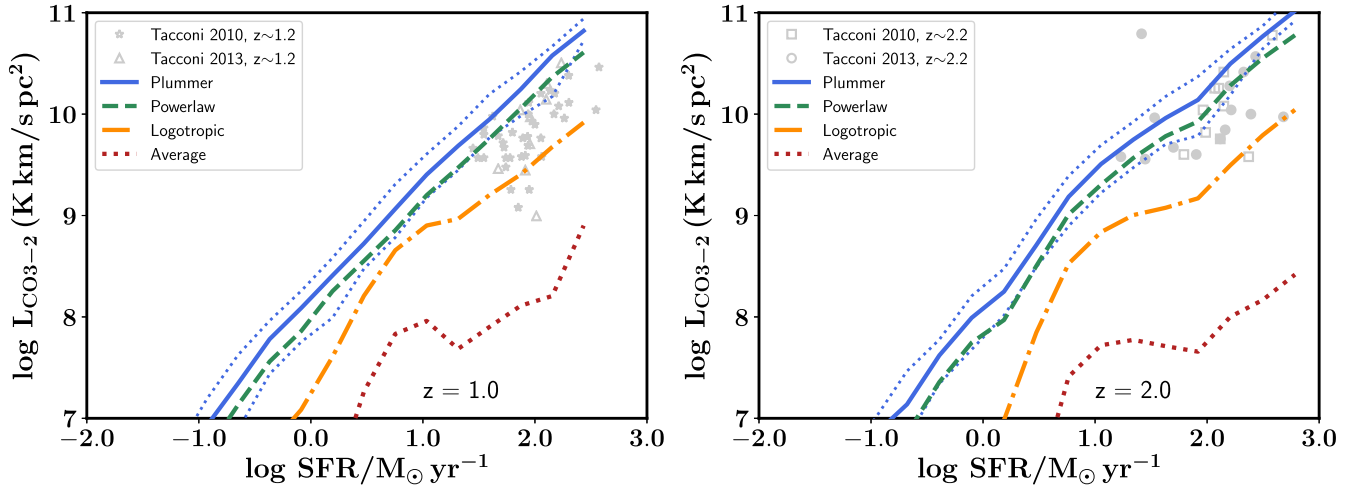 11
10
9
8
7
log L_CO3−2 (K km/s pc²)
Tacconi 2010, z∼1.2
Tacconi 2013, z∼1.2
Plummer
Powerlaw
Logotropic
Average
z = 1.0
−2.0 −1.0 0.0 1.0 2.0 3.0
log SFR/M⊙ yr⁻¹
11
10
9
8
7
log L_CO3−2 (K km/s pc²)
Tacconi 2010, z∼2.2
Tacconi 2013, z∼2.2
Plummer
Powerlaw
Logotropic
Average
z = 2.0
−2.0 −1.0 0.0 1.0 2.0 3.0
log SFR/M⊙ yr⁻¹